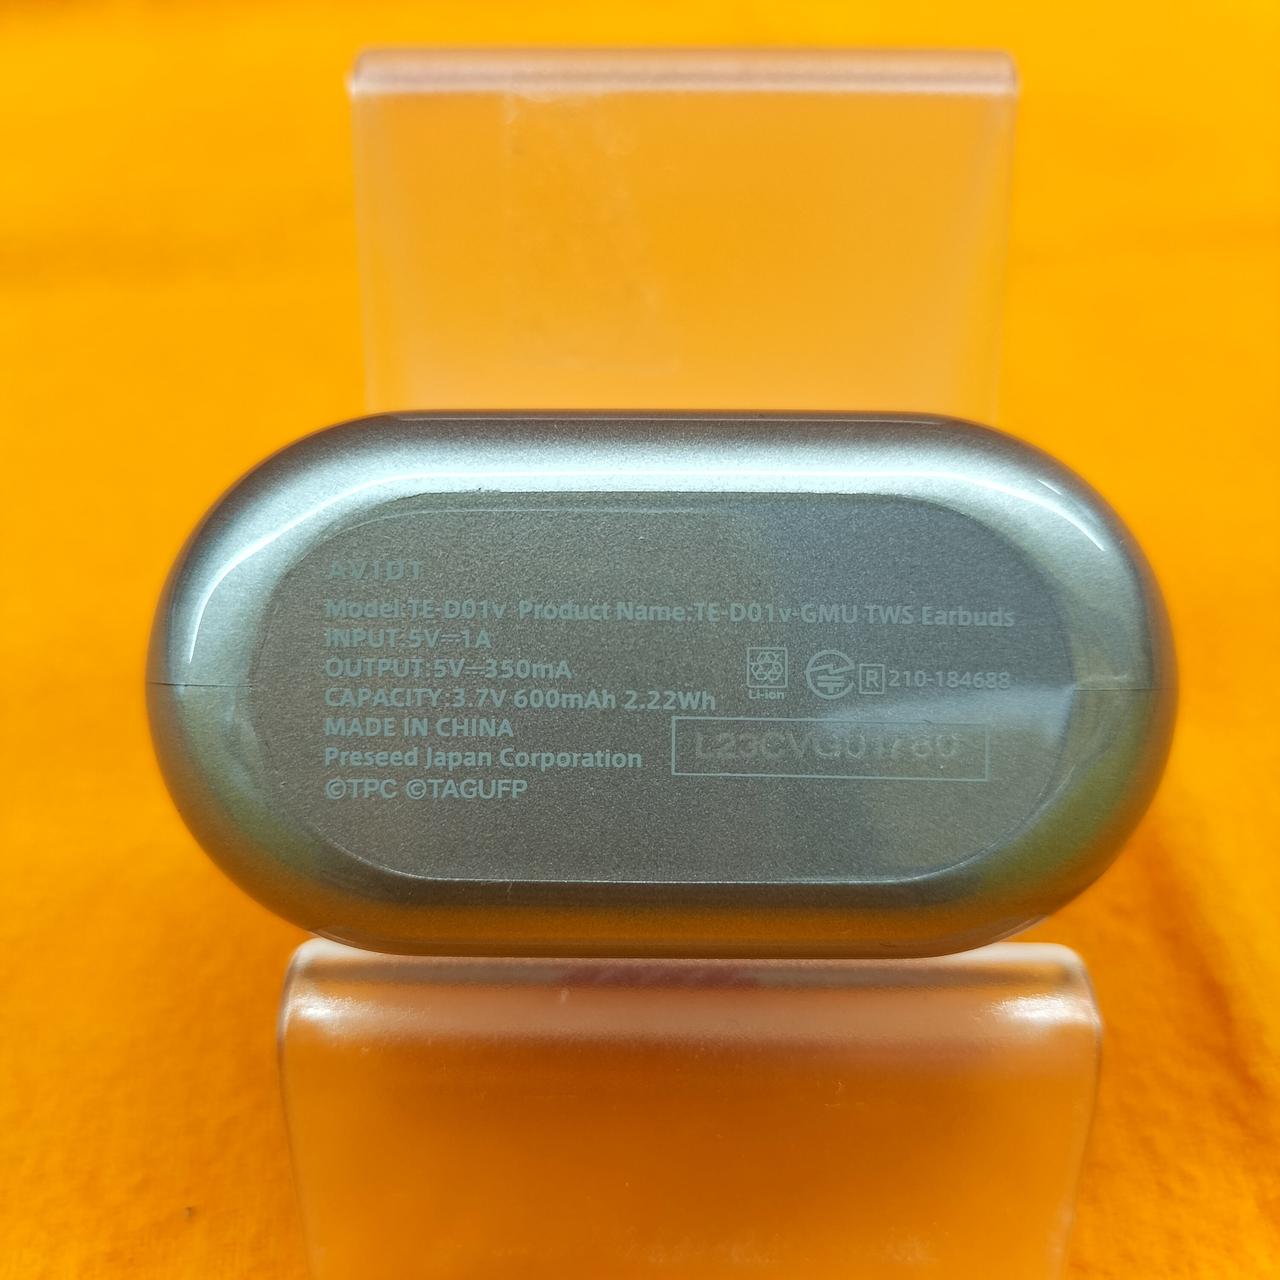 AVIOT
Model:TE-D01v Product Name:TE-D01v-GMU TWS Earbuds
INPUT:5V⎓1A
OUTPUT:5V⎓350mA
CAPACITY:3.7V 600mAh 2.22Wh
Li-ion
R 210-184688
MADE IN CHINA
Preseed Japan Corporation
©TPC ©TAGUFP